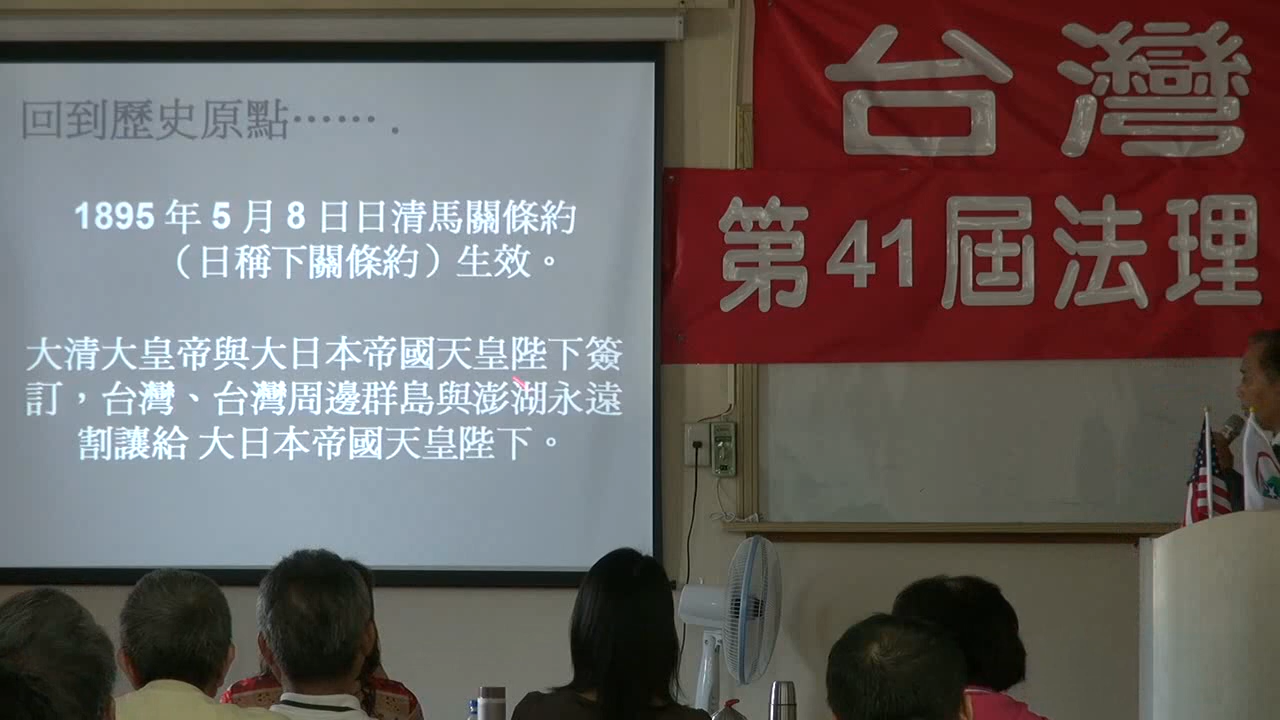 回到歷史原點…… .
1895 年 5 月 8 日日清馬關條約
（日稱下關條約）生效。
大清大皇帝與大日本帝國天皇陛下簽
訂，台灣、台灣周邊群島與澎湖永遠
割讓給 大日本帝國天皇陛下。
台灣
第41屆法理